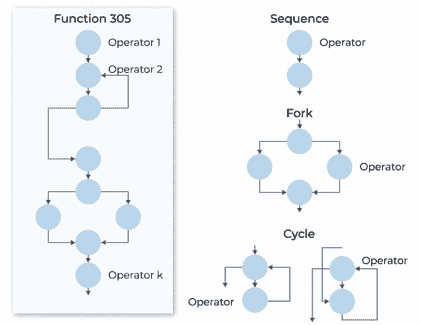 Function 305
Operator 1
Operator 2
Operator k
Sequence
Operator
Fork
Operator
Cycle
Operator
Operator